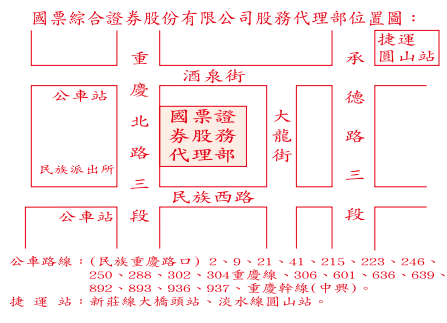 國票綜合證券股份有限公司股務代理部位置圖：
捷運
圓山站
重慶北路三段
承德路三段
酒泉街
公車站
國票證
券股務
代理部
大龍街
民族派出所
民族西路
公車站
公車路線：(民族重慶路口) 2、9、21、41、215、223、246、
250、288、302、304重慶線、306、601、636、639、
892、893、936、937、重慶幹線(中興)。
捷 運 站：新莊線大橋頭站、淡水線圓山站。